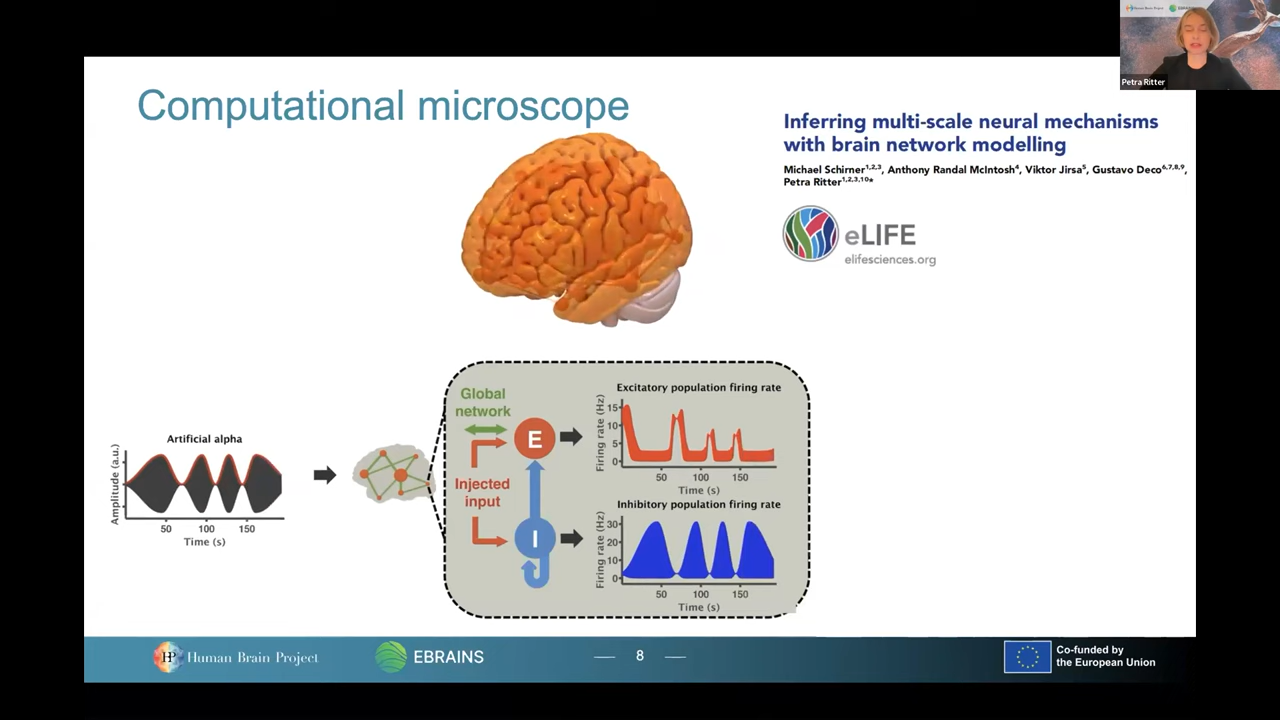 Human Brain Project
Petra Ritter
Computational microscope
Inferring multi-scale neural mechanisms
with brain network modelling
Michael Schirner1,2,3, Anthony Randal McIntosh4, Viktor Jirsa5, Gustavo Deco6,7,8,9,
Petra Ritter1,2,3,10*
eLIFE
elifesciences.org
Artificial alpha
Amplitude (a.u.)
50 100 150
Time (s)
Global
network
Injected
input
E
I
Excitatory population firing rate
Firing rate (Hz)
15
10
5
0
50 100 150
Time (s)
Inhibitory population firing rate
Firing rate (Hz)
30
20
10
0
50 100 150
Time (s)
HP Human Brain Project
EBRAINS
8
Co-funded by
the European Union